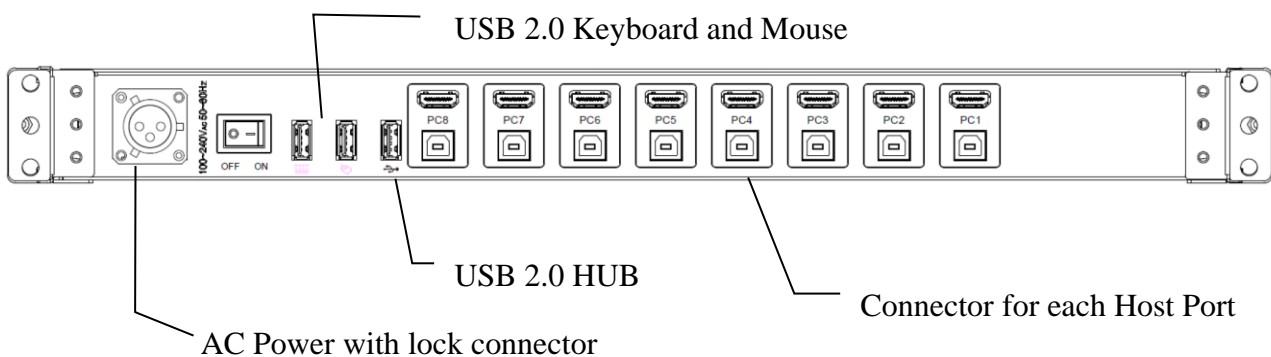 USB 2.0 Keyboard and Mouse
100~240VAC 50~60Hz
OFF ON
PC8 PC7 PC6 PC5 PC4 PC3 PC2 PC1
USB 2.0 HUB
Connector for each Host Port
AC Power with lock connector